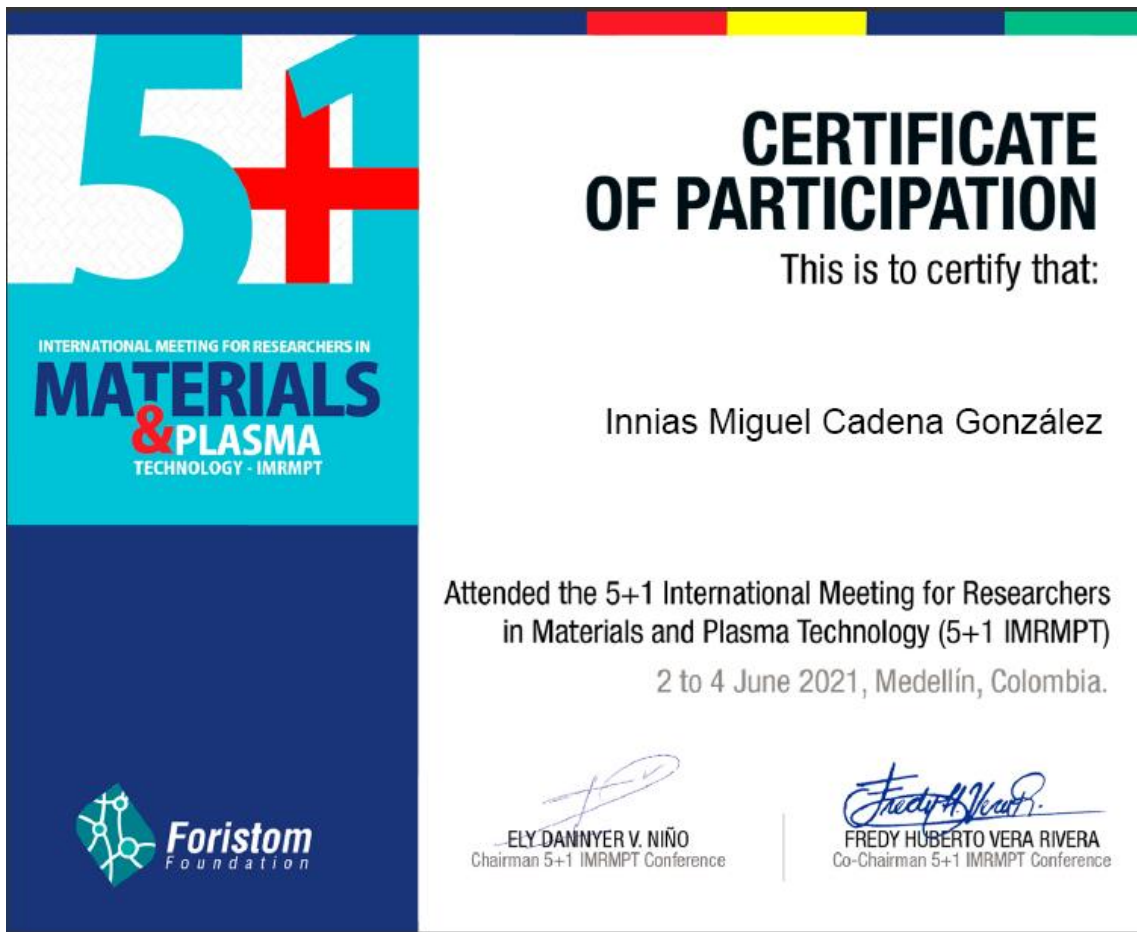 5+1
INTERNATIONAL MEETING FOR RESEARCHERS IN
MATERIALS
&PLASMA
TECHNOLOGY - IMRMPT
CERTIFICATE
OF PARTICIPATION
This is to certify that:
Innias Miguel Cadena González
Attended the 5+1 International Meeting for Researchers
in Materials and Plasma Technology (5+1 IMRMPT)
2 to 4 June 2021, Medellín, Colombia.
Foristom
Foundation
ELY DANNYER V. NIÑO
Chairman 5+1 IMRMPT Conference
Fredy H. Vera R.
FREDY HUBERTO VERA RIVERA
Co-Chairman 5+1 IMRMPT Conference